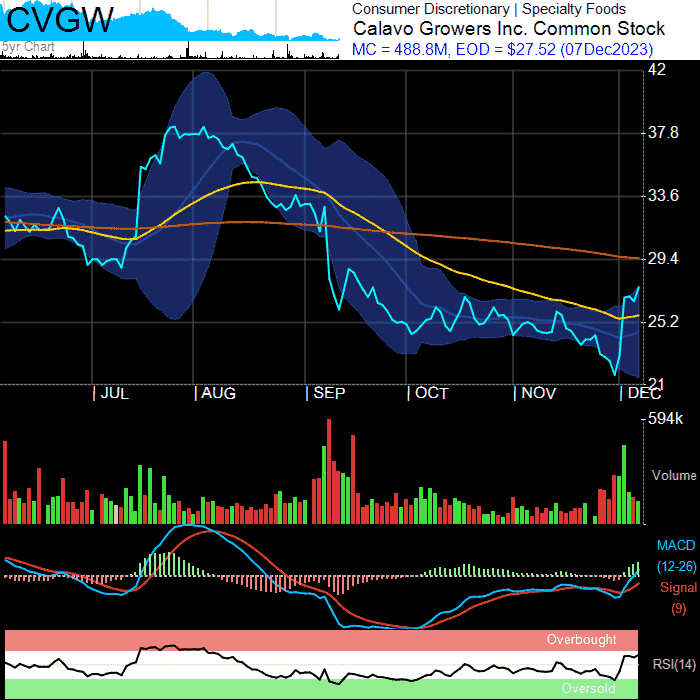 CVGW
5yr Chart
Consumer Discretionary | Specialty Foods
Calavo Growers Inc. Common Stock
MC = 488.8M, EOD = $27.52 (07Dec2023)
42
37.8
33.6
29.4
25.2
21
| JUL
| AUG
| SEP
| OCT
| NOV
| DEC
594k
Volume
MACD
(12-26)
Signal
(9)
Overbought
RSI(14)
Oversold